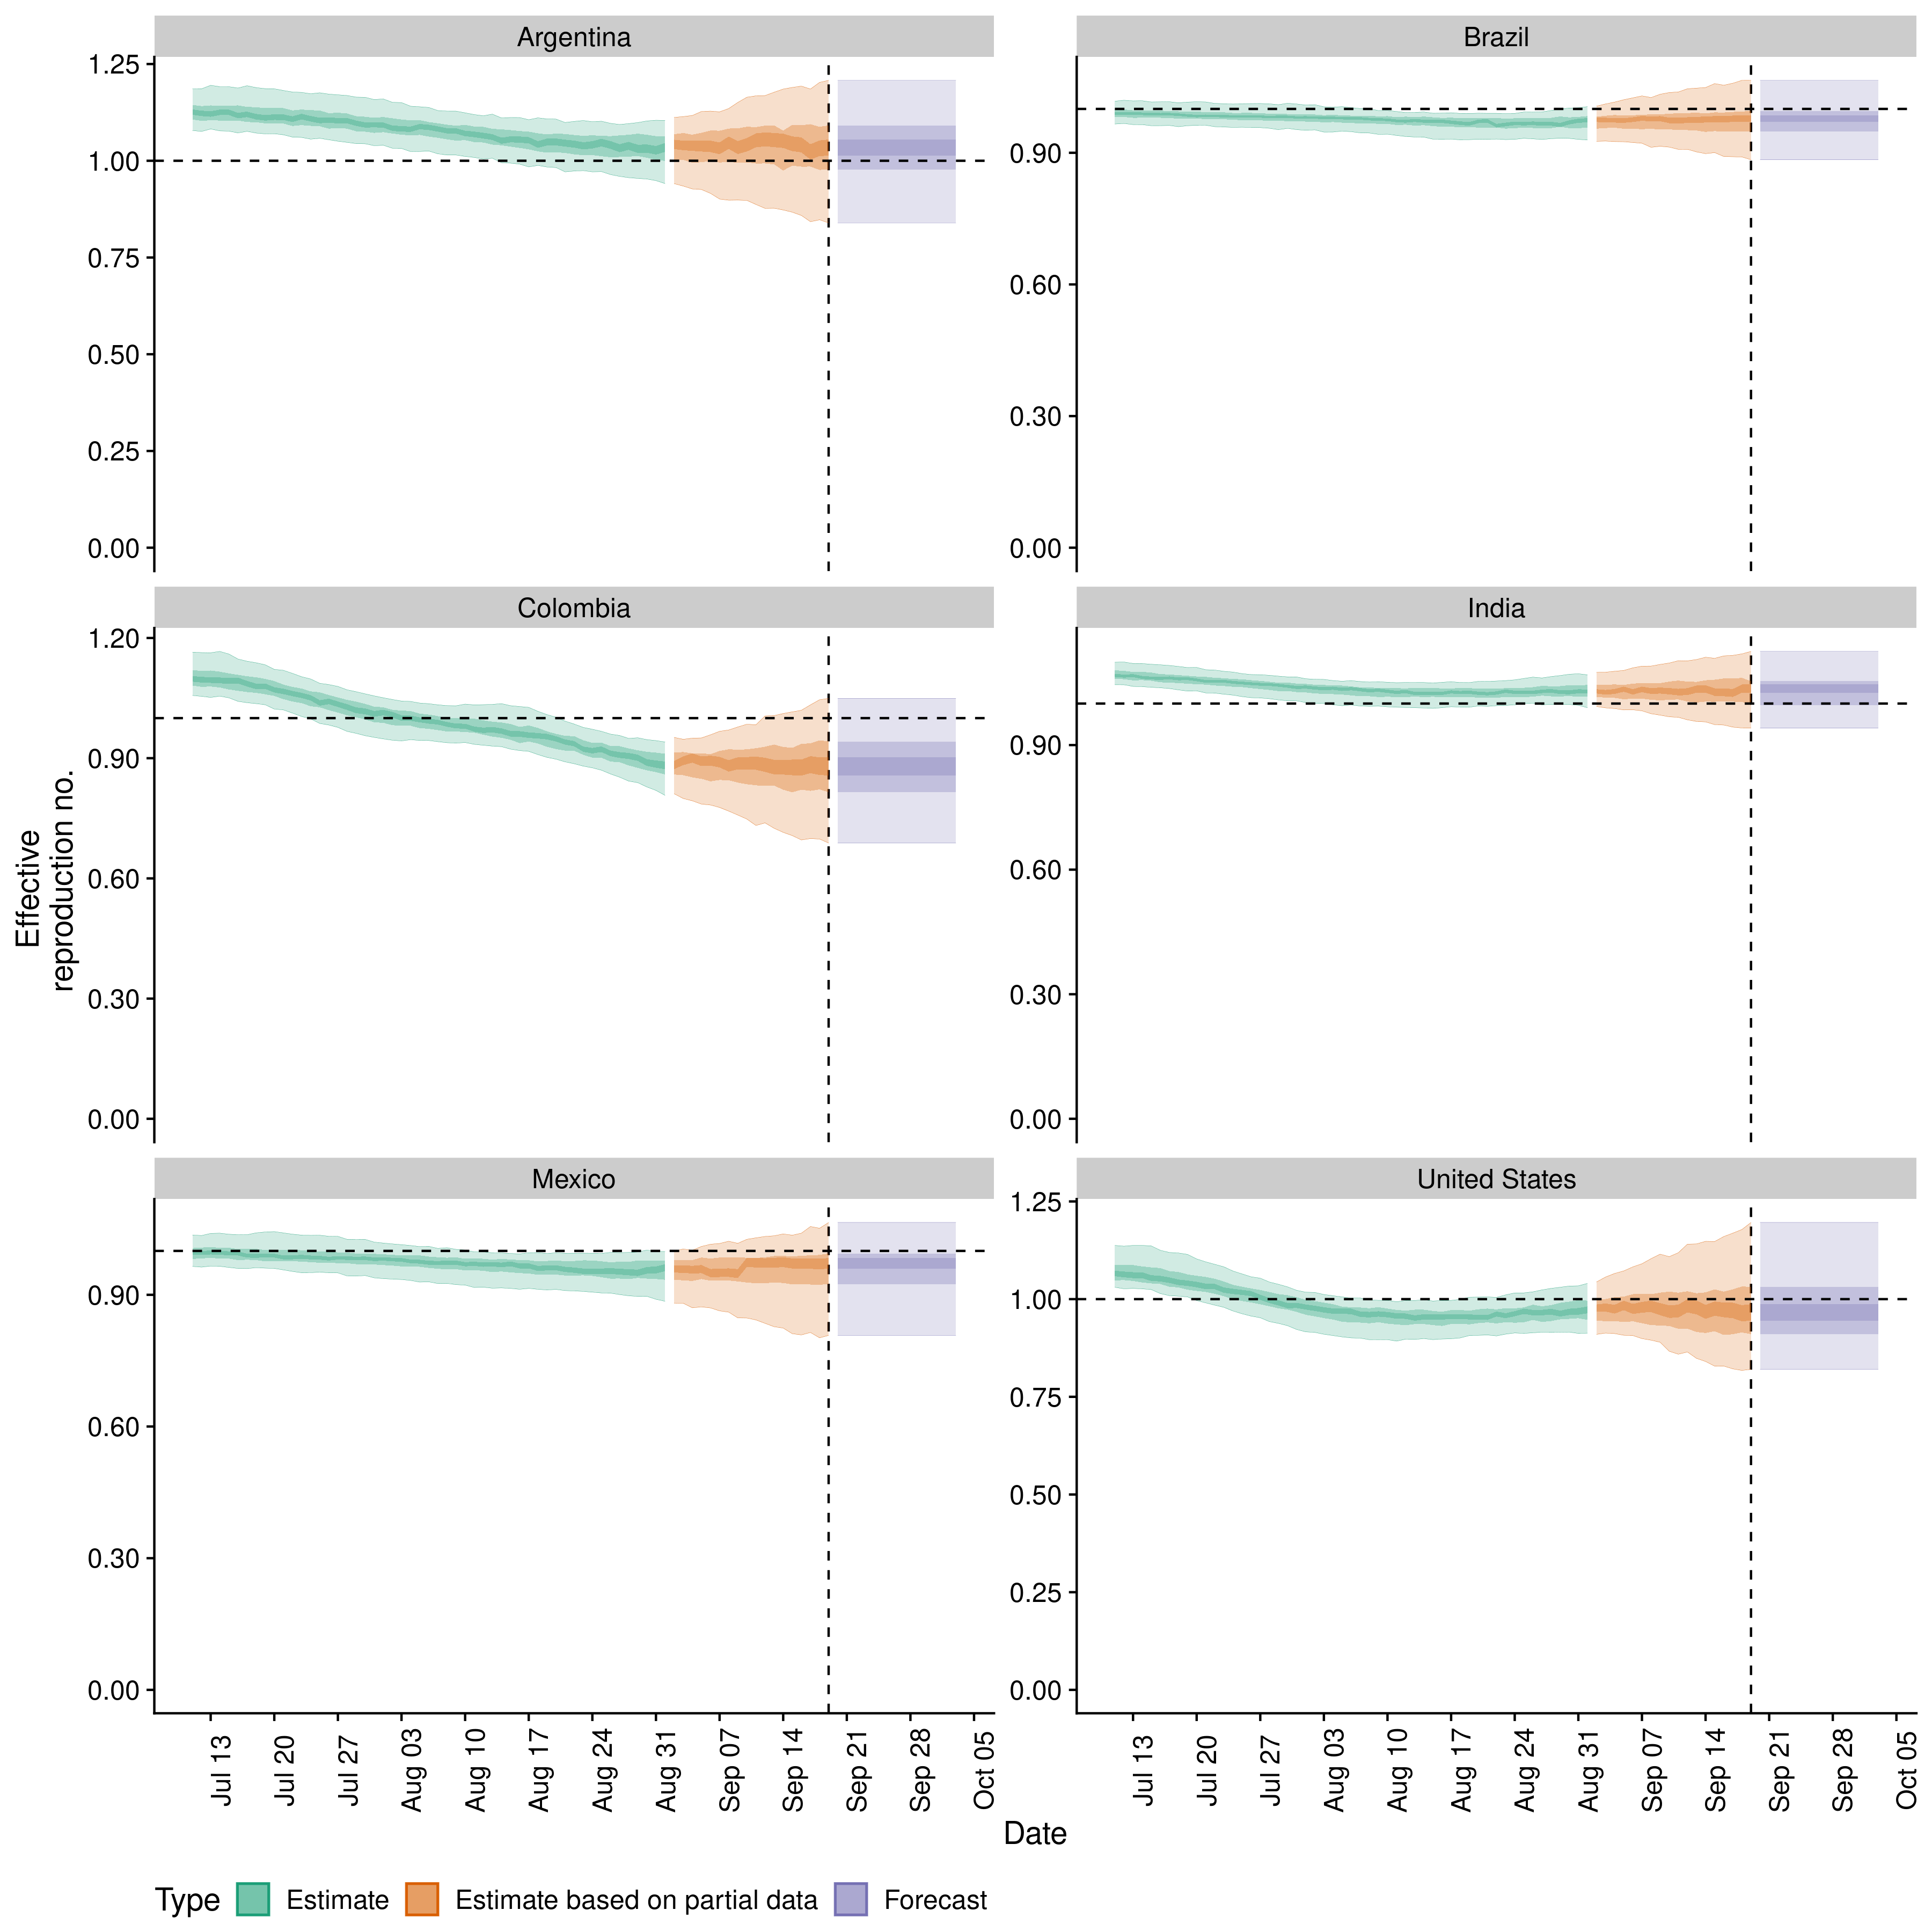 Argentina
Brazil
1.25
1.00
0.75
0.50
0.25
0.00
0.90
0.60
0.30
0.00
Colombia
India
1.20
0.90
0.60
0.30
0.00
0.90
0.60
0.30
0.00
Effective
reproduction no.
Mexico
United States
0.90
0.60
0.30
0.00
1.25
1.00
0.75
0.50
0.25
0.00
Jul 13
Jul 20
Jul 27
Aug 03
Aug 10
Aug 17
Aug 24
Aug 31
Sep 07
Sep 14
Sep 21
Sep 28
Oct 05
Jul 13
Jul 20
Jul 27
Aug 03
Aug 10
Aug 17
Aug 24
Aug 31
Sep 07
Sep 14
Sep 21
Sep 28
Oct 05
Date
Type Estimate Estimate based on partial data Forecast